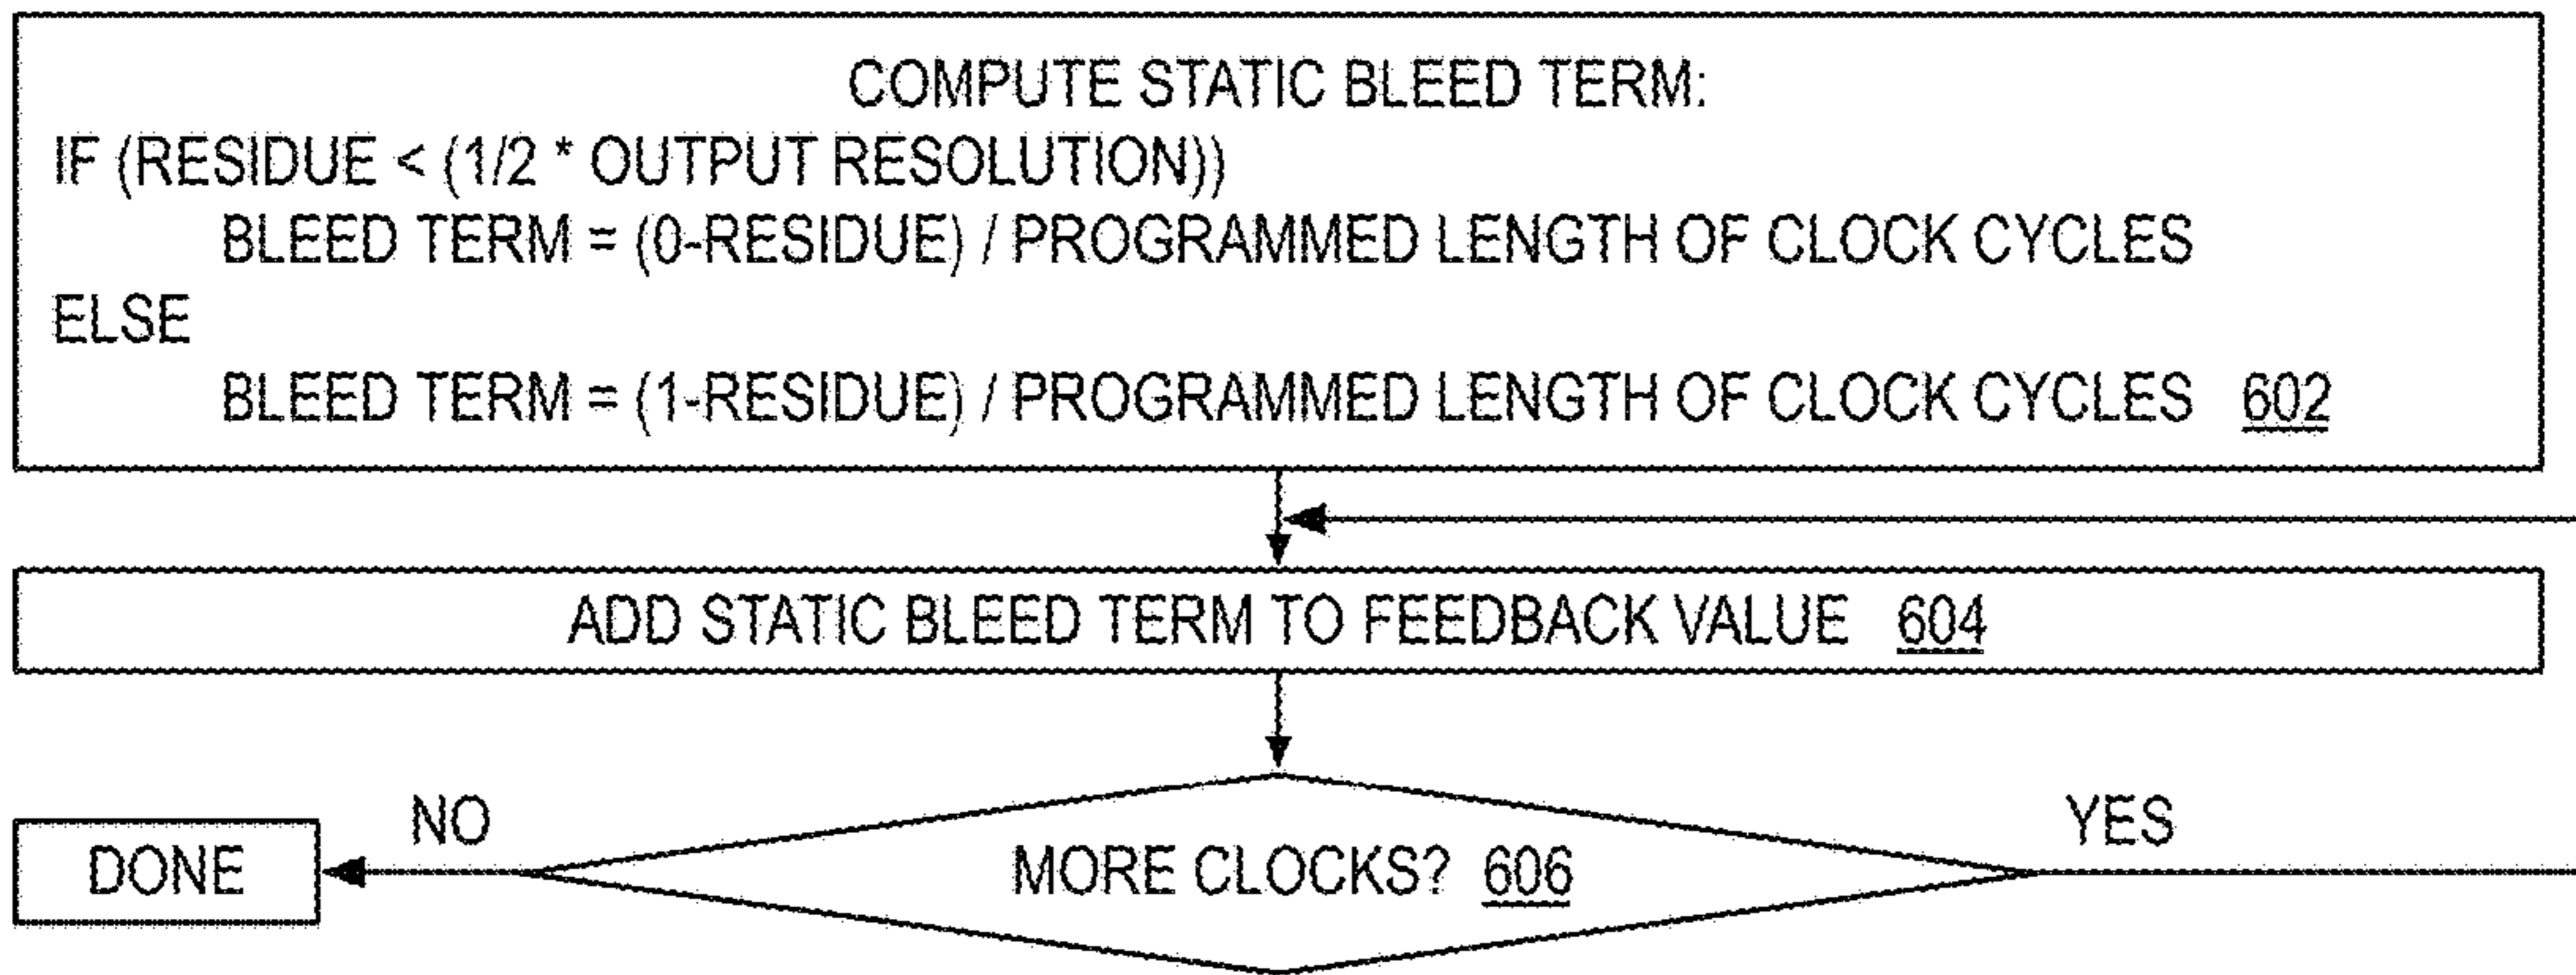 COMPUTE STATIC BLEED TERM:
IF (RESIDUE < (1/2 * OUTPUT RESOLUTION))
BLEED TERM = (0-RESIDUE) / PROGRAMMED LENGTH OF CLOCK CYCLES
ELSE
BLEED TERM = (1-RESIDUE) / PROGRAMMED LENGTH OF CLOCK CYCLES 602
ADD STATIC BLEED TERM TO FEEDBACK VALUE 604
NO
YES
DONE
MORE CLOCKS? 606